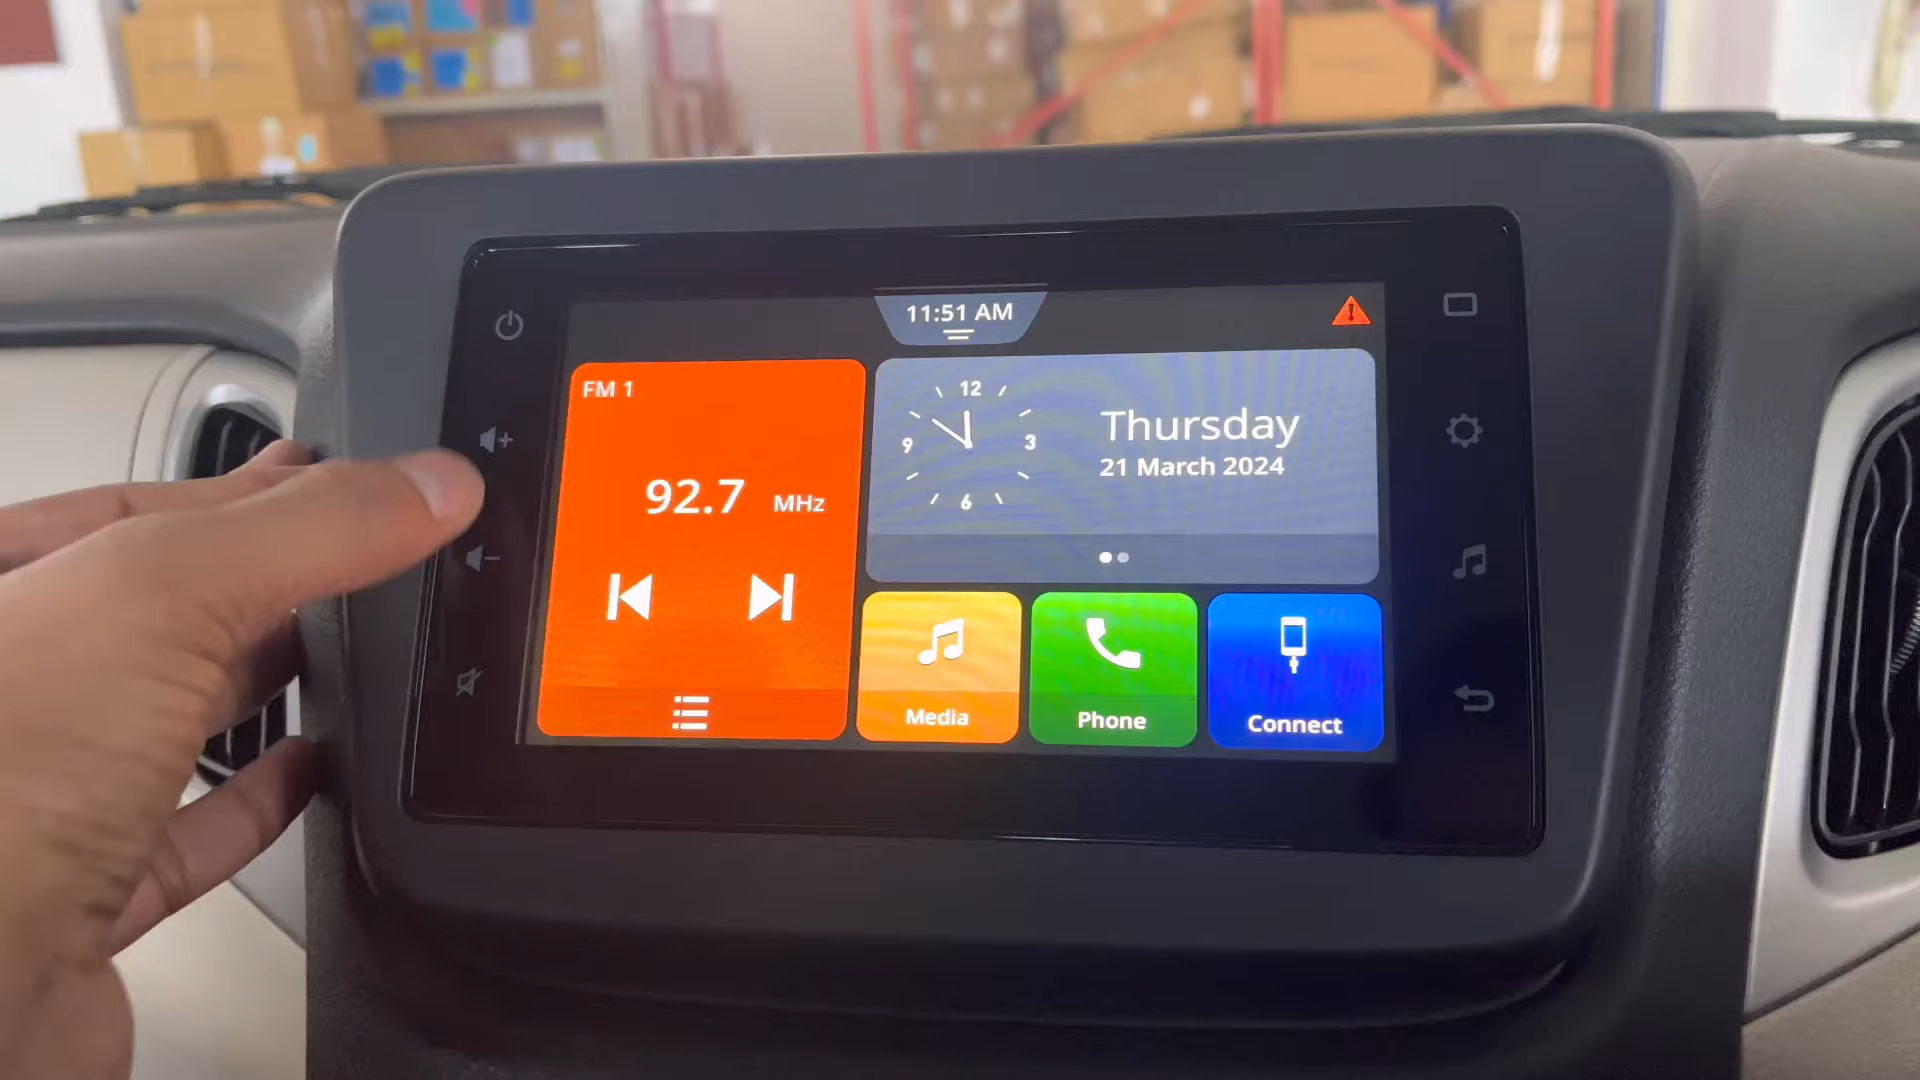 11:51 AM
FM 1
92.7 MHz
12
9
3
6
Thursday
21 March 2024
Media
Phone
Connect